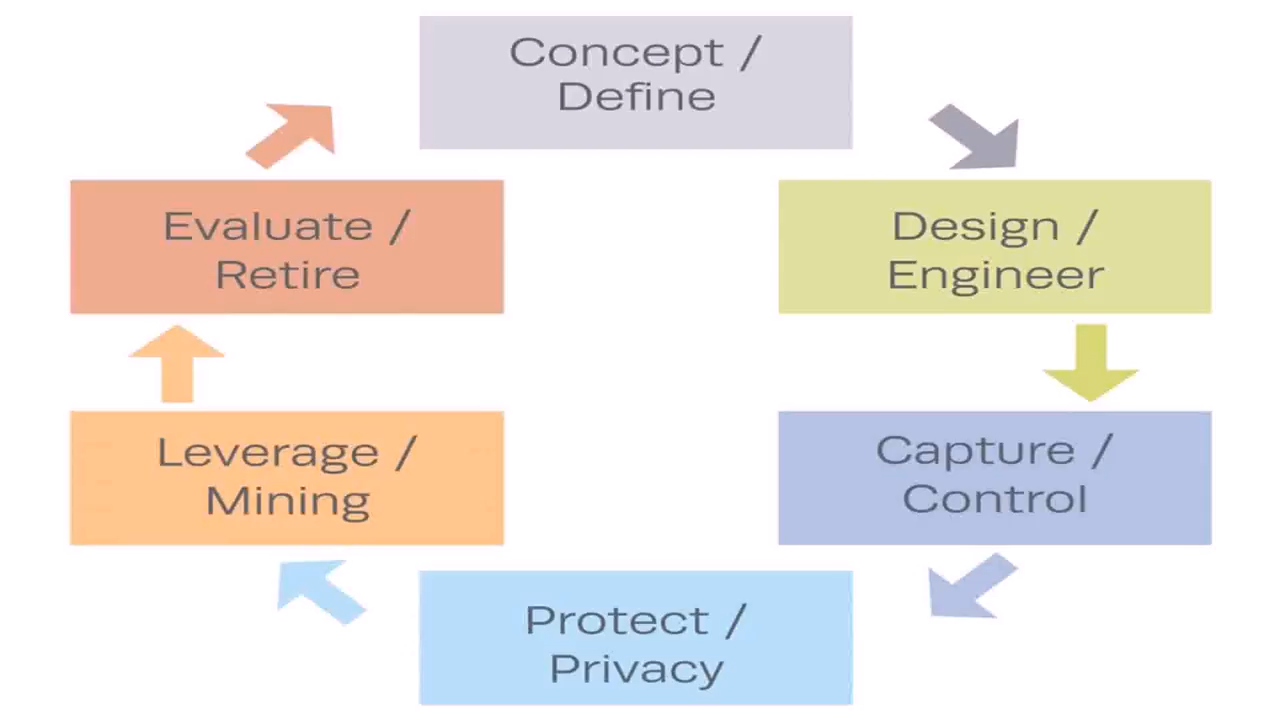 Concept /
Define
Evaluate /
Retire
Design /
Engineer
Leverage /
Mining
Capture /
Control
Protect /
Privacy